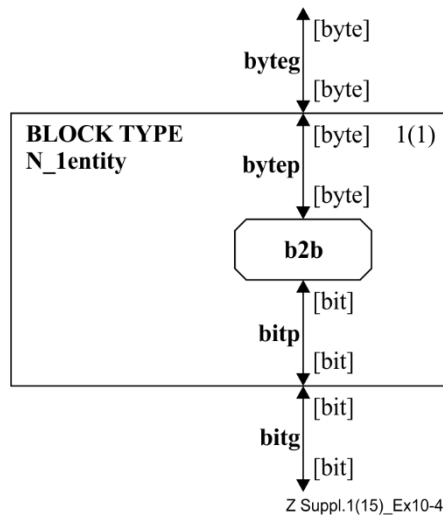 [byte]
byteg
[byte]
BLOCK TYPE [byte] 1(1)
N_1entity
bytep
[byte]
b2b
[bit]
bitp
[bit]
[bit]
bitg
[bit]
Z Suppl.1(15)_Ex10-4